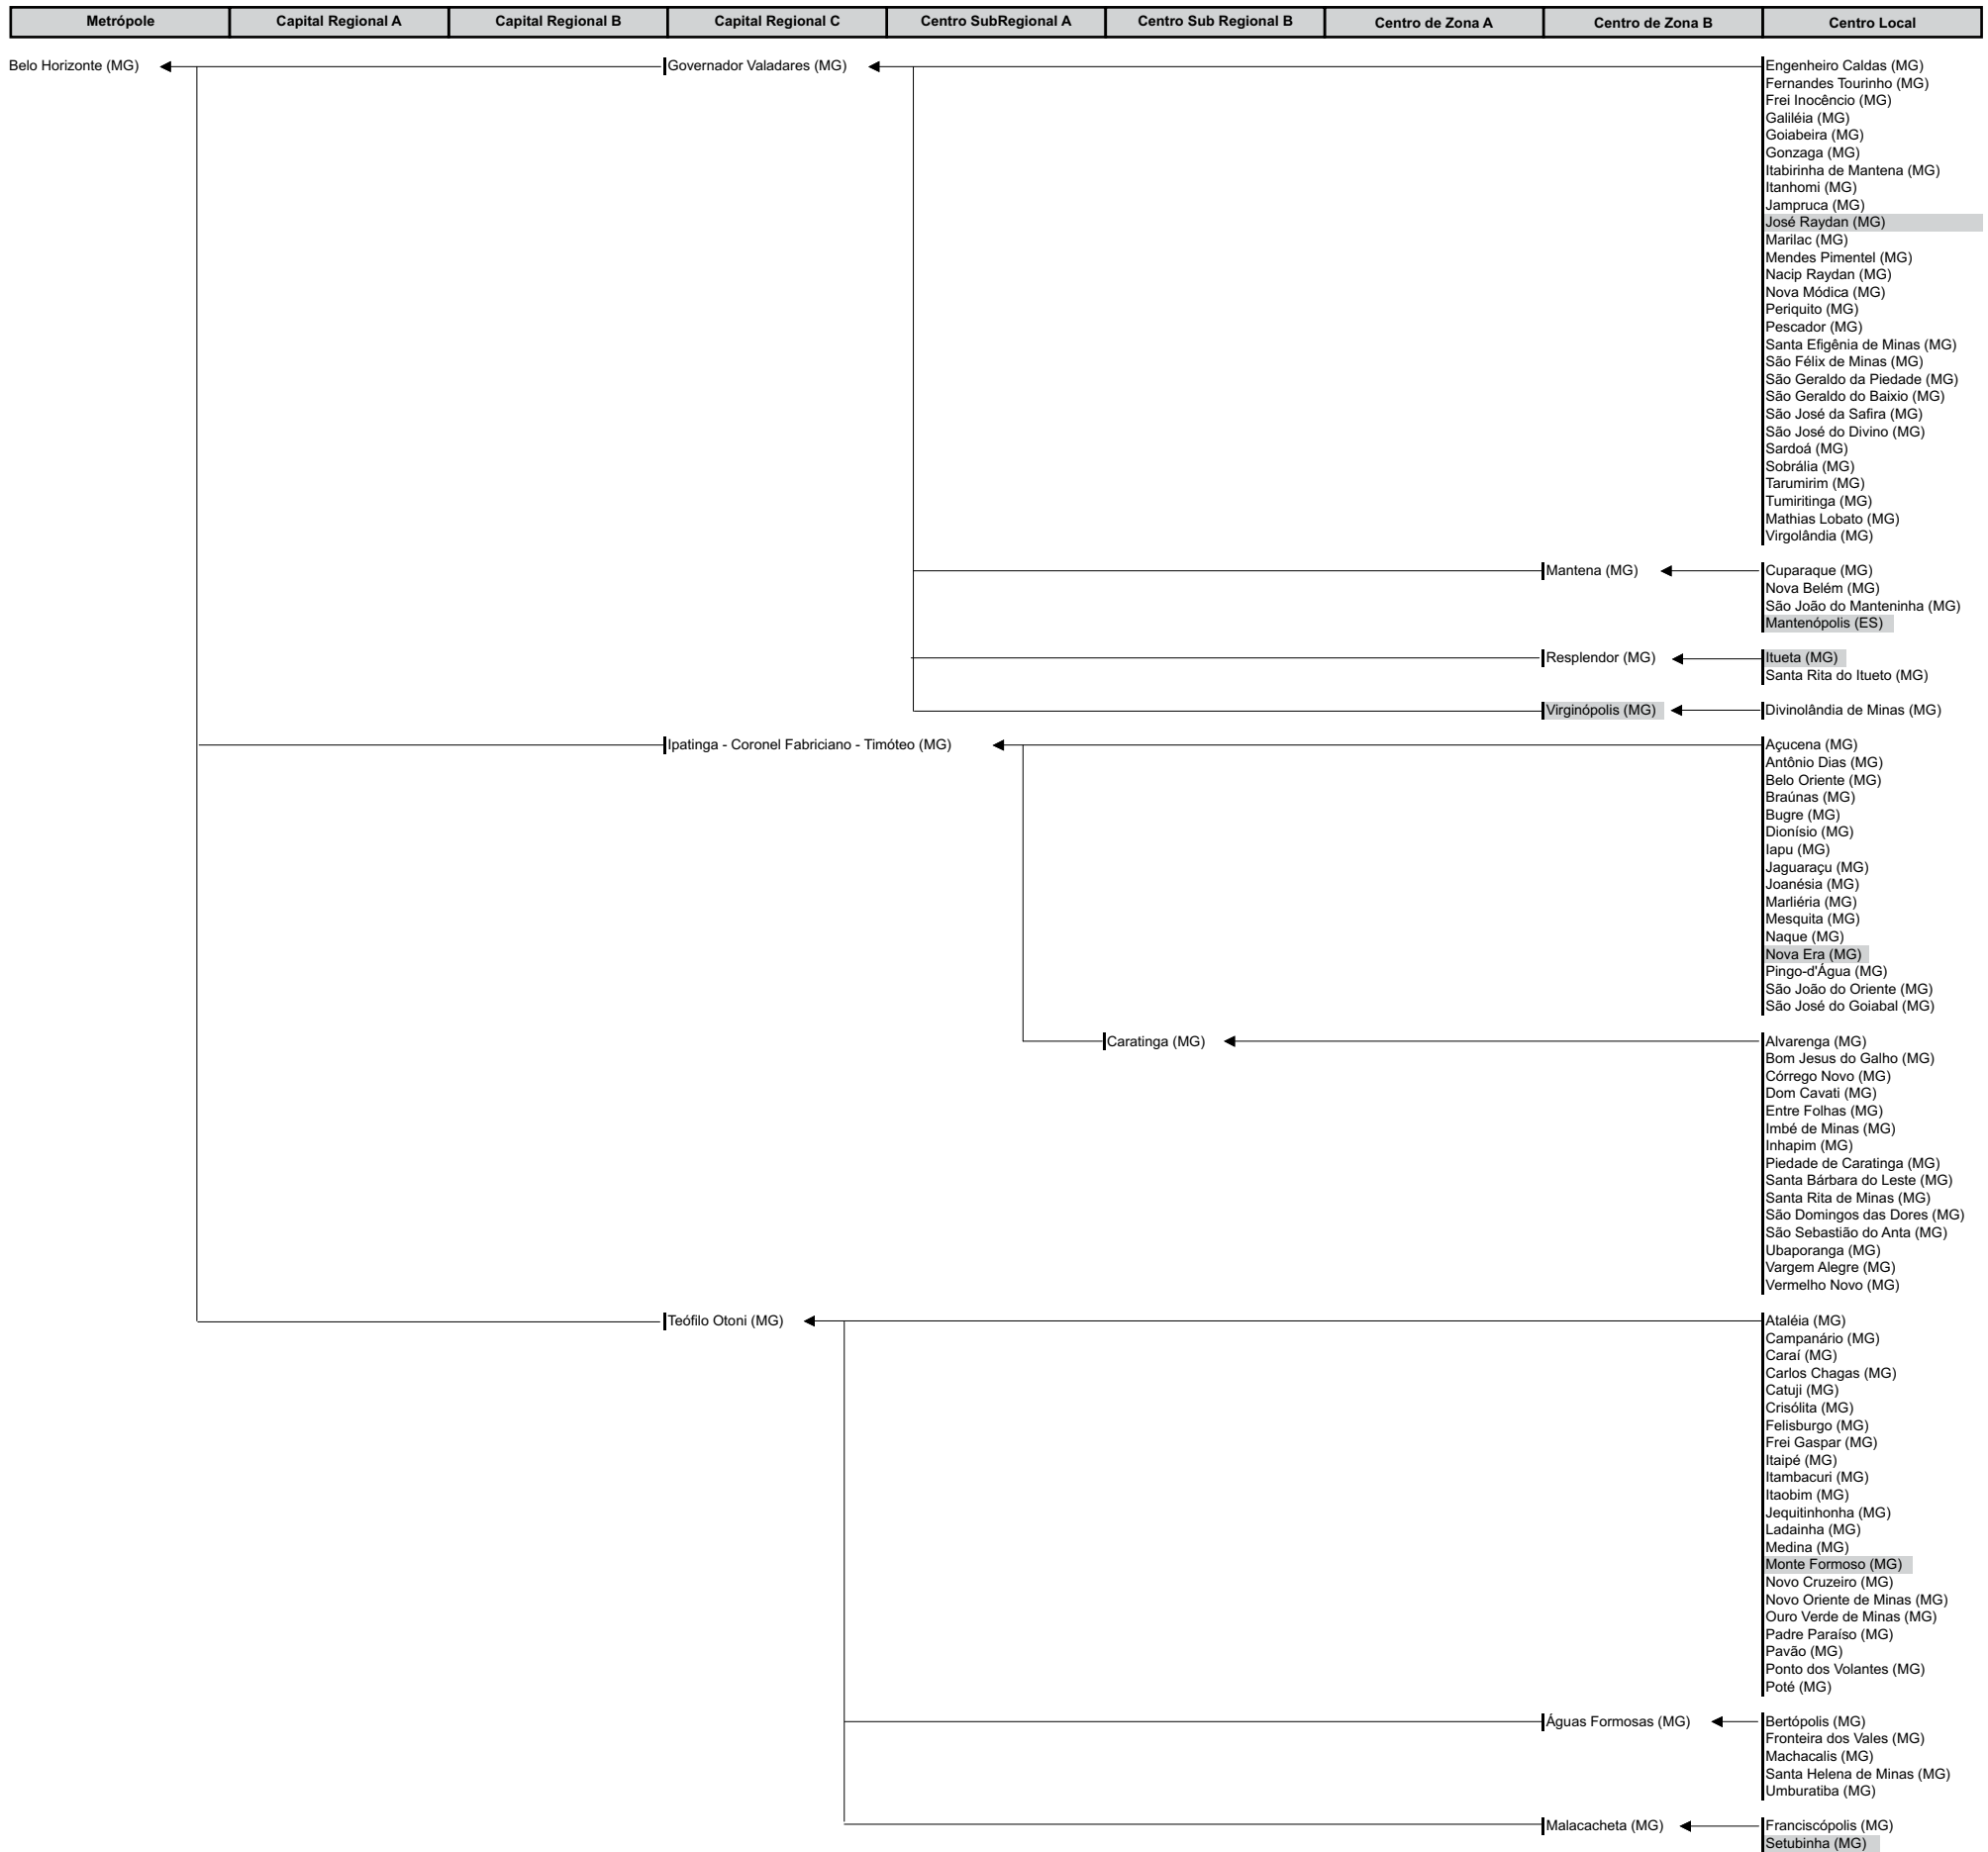 Metrópole Capital Regional A Capital Regional B Capital Regional C Centro SubRegional A Centro Sub Regional B Centro de Zona A Centro de Zona B Centro Local
Belo Horizonte (MG) Governador Valadares (MG) Engenheiro Caldas (MG)
Fernandes Tourinho (MG)
Frei Inocêncio (MG)
Galiléia (MG)
Goiabeira (MG)
Gonzaga (MG)
Itabirinha de Mantena (MG)
Itanhomi (MG)
Jampruca (MG)
José Raydan (MG)
Marilac (MG)
Mendes Pimentel (MG)
Nacip Raydan (MG)
Nova Módica (MG)
Periquito (MG)
Pescador (MG)
Santa Efigênia de Minas (MG)
São Félix de Minas (MG)
São Geraldo da Piedade (MG)
São Geraldo do Baixio (MG)
São José da Safira (MG)
São José do Divino (MG)
Sardoá (MG)
Sobrália (MG)
Tarumirim (MG)
Tumiritinga (MG)
Mathias Lobato (MG)
Virgolândia (MG)
Mantena (MG) Cuparaque (MG)
Nova Belém (MG)
São João do Manteninha (MG)
Mantenópolis (ES)
Resplendor (MG) Itueta (MG)
Santa Rita do Itueto (MG)
Virginópolis (MG) Divinolândia de Minas (MG)
Ipatinga - Coronel Fabriciano - Timóteo (MG) Açucena (MG)
Antônio Dias (MG)
Belo Oriente (MG)
Braúnas (MG)
Bugre (MG)
Dionísio (MG)
Iapu (MG)
Jaguaraçu (MG)
Joanésia (MG)
Marliéria (MG)
Mesquita (MG)
Naque (MG)
Nova Era (MG)
Pingo-d'Água (MG)
São João do Oriente (MG)
São José do Goiabal (MG)
Caratinga (MG) Alvarenga (MG)
Bom Jesus do Galho (MG)
Córrego Novo (MG)
Dom Cavati (MG)
Entre Folhas (MG)
Imbé de Minas (MG)
Inhapim (MG)
Piedade de Caratinga (MG)
Santa Bárbara do Leste (MG)
Santa Rita de Minas (MG)
São Domingos das Dores (MG)
São Sebastião do Anta (MG)
Ubaporanga (MG)
Vargem Alegre (MG)
Vermelho Novo (MG)
Teófilo Otoni (MG) Ataléia (MG)
Campanário (MG)
Caraí (MG)
Carlos Chagas (MG)
Catuji (MG)
Crisólita (MG)
Felisburgo (MG)
Frei Gaspar (MG)
Itaipé (MG)
Itambacuri (MG)
Itaobim (MG)
Jequitinhonha (MG)
Ladainha (MG)
Medina (MG)
Monte Formoso (MG)
Novo Cruzeiro (MG)
Novo Oriente de Minas (MG)
Ouro Verde de Minas (MG)
Padre Paraíso (MG)
Pavão (MG)
Ponto dos Volantes (MG)
Poté (MG)
Águas Formosas (MG) Bertópolis (MG)
Fronteira dos Vales (MG)
Machacalis (MG)
Santa Helena de Minas (MG)
Umburatiba (MG)
Malacacheta (MG) Franciscópolis (MG)
Setubinha (MG)